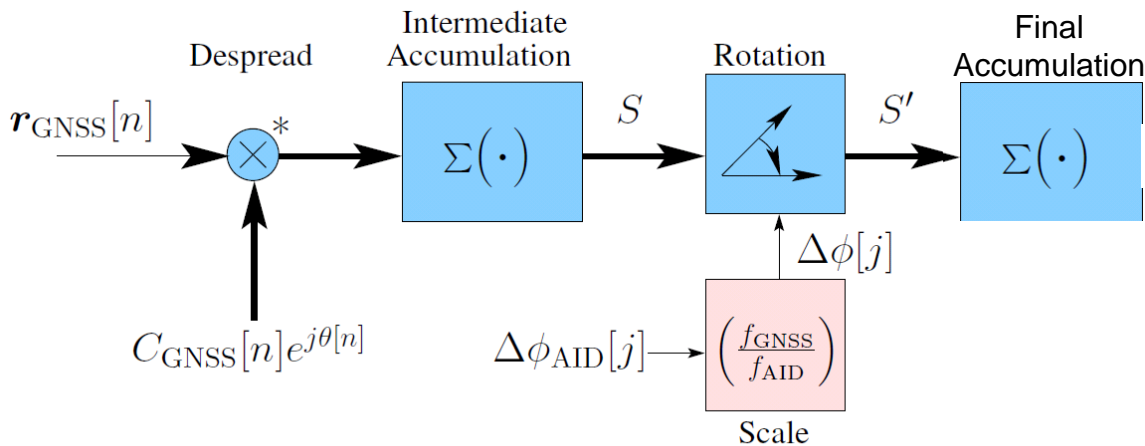 Despread
Intermediate
Accumulation
Rotation
Final
Accumulation
r_GNSS[n]
×
*
Σ(·)
S
S′
Σ(·)
Δϕ[j]
C_GNSS[n]e^{jθ[n]}
Δϕ_AID[j]
(f_GNSS / f_AID)
Scale